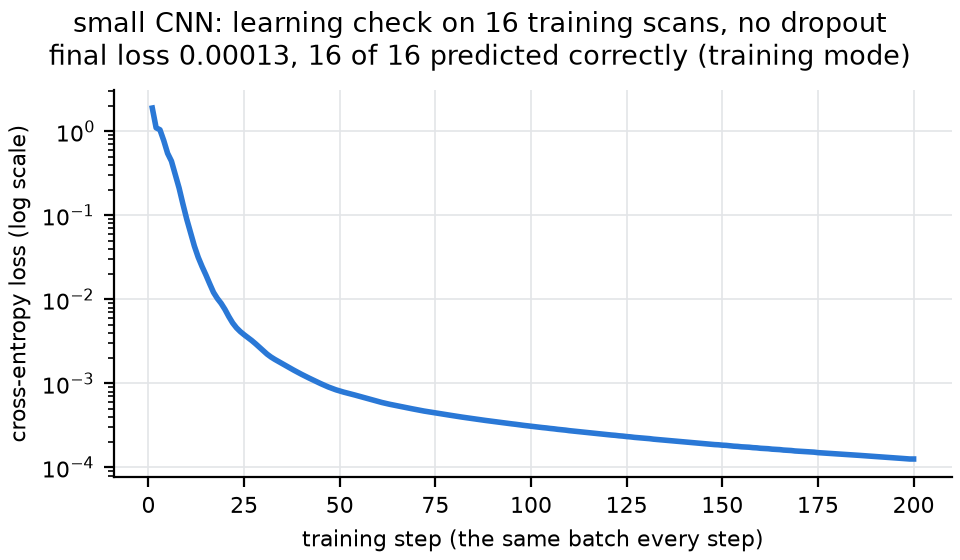 small CNN: learning check on 16 training scans, no dropout
final loss 0.00013, 16 of 16 predicted correctly (training mode)
cross-entropy loss (log scale)
10⁰
10⁻¹
10⁻²
10⁻³
10⁻⁴
0 25 50 75 100 125 150 175 200
training step (the same batch every step)